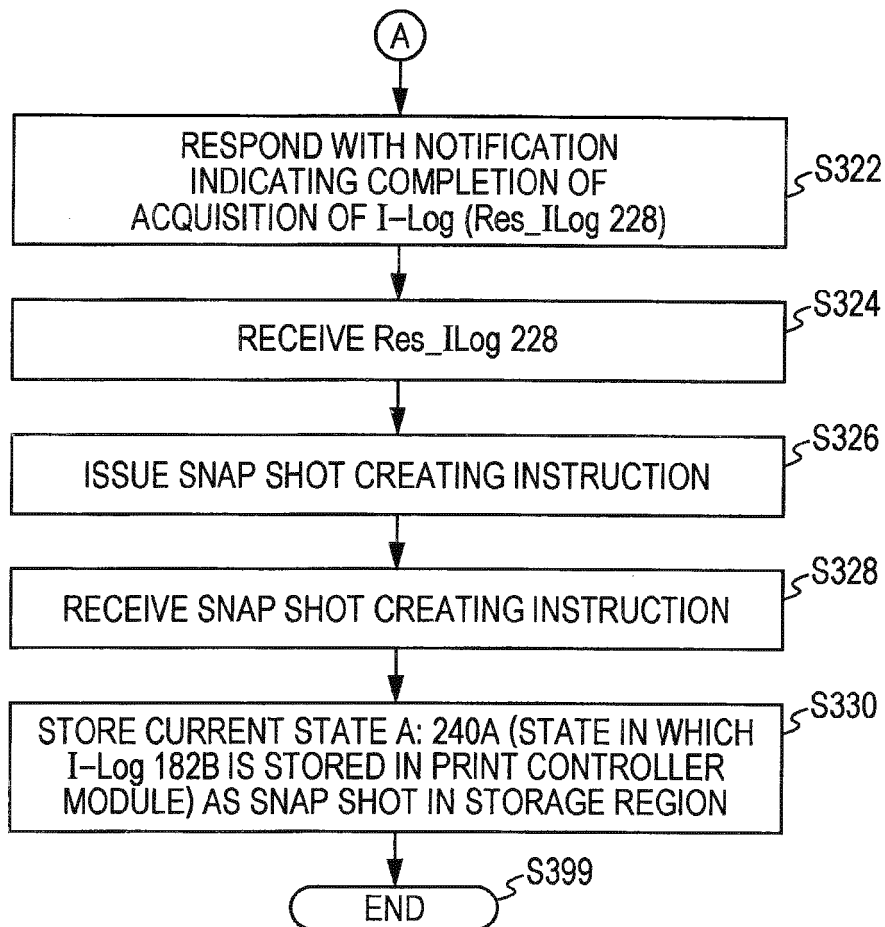 A
RESPOND WITH NOTIFICATION
INDICATING COMPLETION OF
ACQUISITION OF I-Log (Res_ILog 228)
S322
S324
RECEIVE Res_ILog 228
S326
ISSUE SNAP SHOT CREATING INSTRUCTION
S328
RECEIVE SNAP SHOT CREATING INSTRUCTION
S330
STORE CURRENT STATE A: 240A (STATE IN WHICH
I-Log 182B IS STORED IN PRINT CONTROLLER
MODULE) AS SNAP SHOT IN STORAGE REGION
S399
END